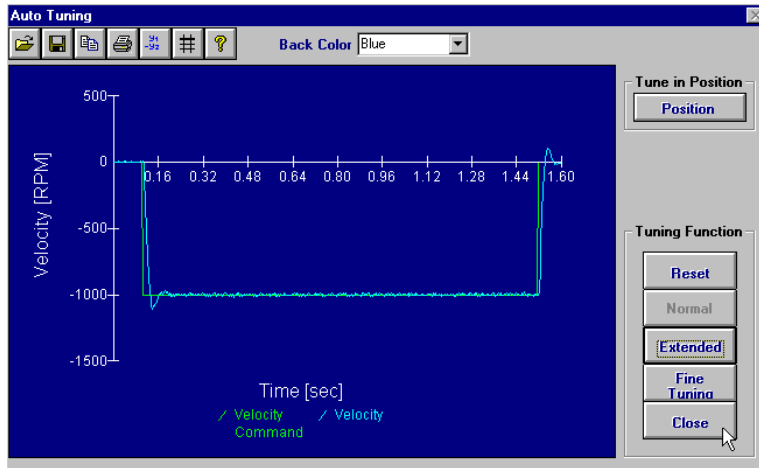 Auto Tuning
y1
-y2
?
Back Color Blue
Tune in Position
Position
500
0
0.16 0.32 0.48 0.64 0.80 0.96 1.12 1.28 1.44 1.60
-500
-1000
-1500
Velocity [RPM]
Time [sec]
/ Velocity Command
/ Velocity
Tuning Function
Reset
Normal
Extended
Fine
Tuning
Close